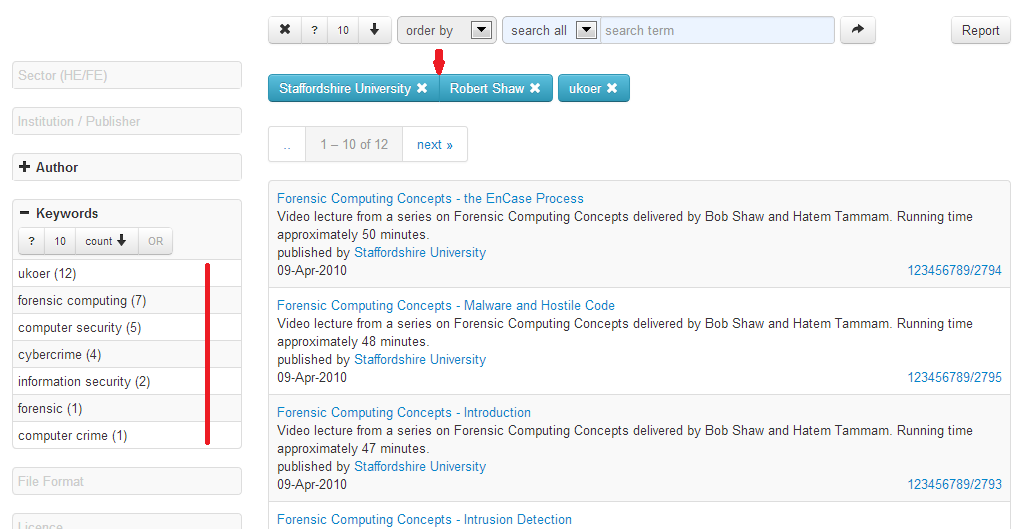 ? 10 order by search all search term Report
Staffordshire University Robert Shaw ukoer
Sector (HE/FE)
Institution / Publisher
Author
Keywords
? 10 count OR
ukoer (12)
forensic computing (7)
computer security (5)
cybercrime (4)
information security (2)
forensic (1)
computer crime (1)
File Format
Licence
.. 1 – 10 of 12 next »
Forensic Computing Concepts - the EnCase Process
Video lecture from a series on Forensic Computing Concepts delivered by Bob Shaw and Hatem Tammam. Running time
approximately 50 minutes.
published by Staffordshire University
09-Apr-2010 123456789/2794
Forensic Computing Concepts - Malware and Hostile Code
Video lecture from a series on Forensic Computing Concepts delivered by Bob Shaw and Hatem Tammam. Running time
approximately 48 minutes.
published by Staffordshire University
09-Apr-2010 123456789/2795
Forensic Computing Concepts - Introduction
Video lecture from a series on Forensic Computing Concepts delivered by Bob Shaw and Hatem Tammam. Running time
approximately 47 minutes.
published by Staffordshire University
09-Apr-2010 123456789/2793
Forensic Computing Concepts - Intrusion Detection